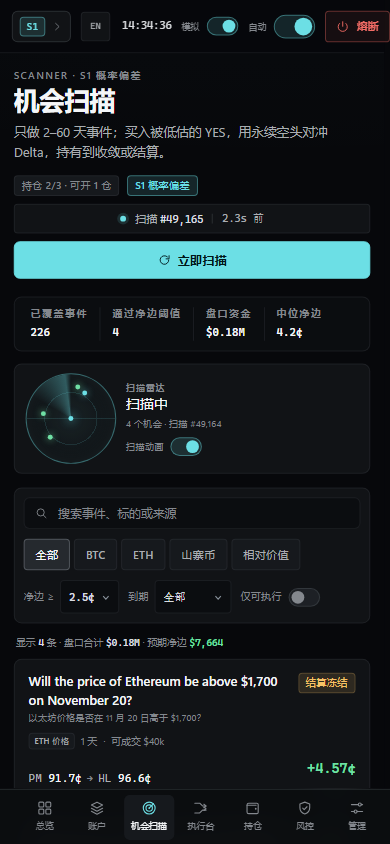 S1 > EN 14:34:36 模拟 自动 熔断
SCANNER · S1 概率偏差
机会扫描
只做 2–60 天事件；买入被低估的 YES，用永续空头对冲
Delta，持有到收敛或结算。
持仓 2/3 · 可开 1 仓 S1 概率偏差
扫描 #49,165 2.3s 前
立即扫描
已覆盖事件 通过净边阈值 盘口资金 中位净边
226 4 $0.18M 4.2¢
扫描雷达
扫描中
4 个机会 · 扫描 #49,164
扫描动画
搜索事件、标的或来源
全部 BTC ETH 山寨币 相对价值
净边 ≥ 2.5¢ 到期 全部 仅可执行
显示 4 条 · 盘口合计 $0.18M · 预期净边 $7,664
Will the price of Ethereum be above $1,700 结算冻结
on November 20?
以太坊价格是否在 11 月 20 日高于 $1,700?
ETH 价格 1 天 · 可成交 $40k
+4.57¢
PM 91.7¢ → HL 96.6¢
总览 账户 机会扫描 执行台 持仓 风控 管理